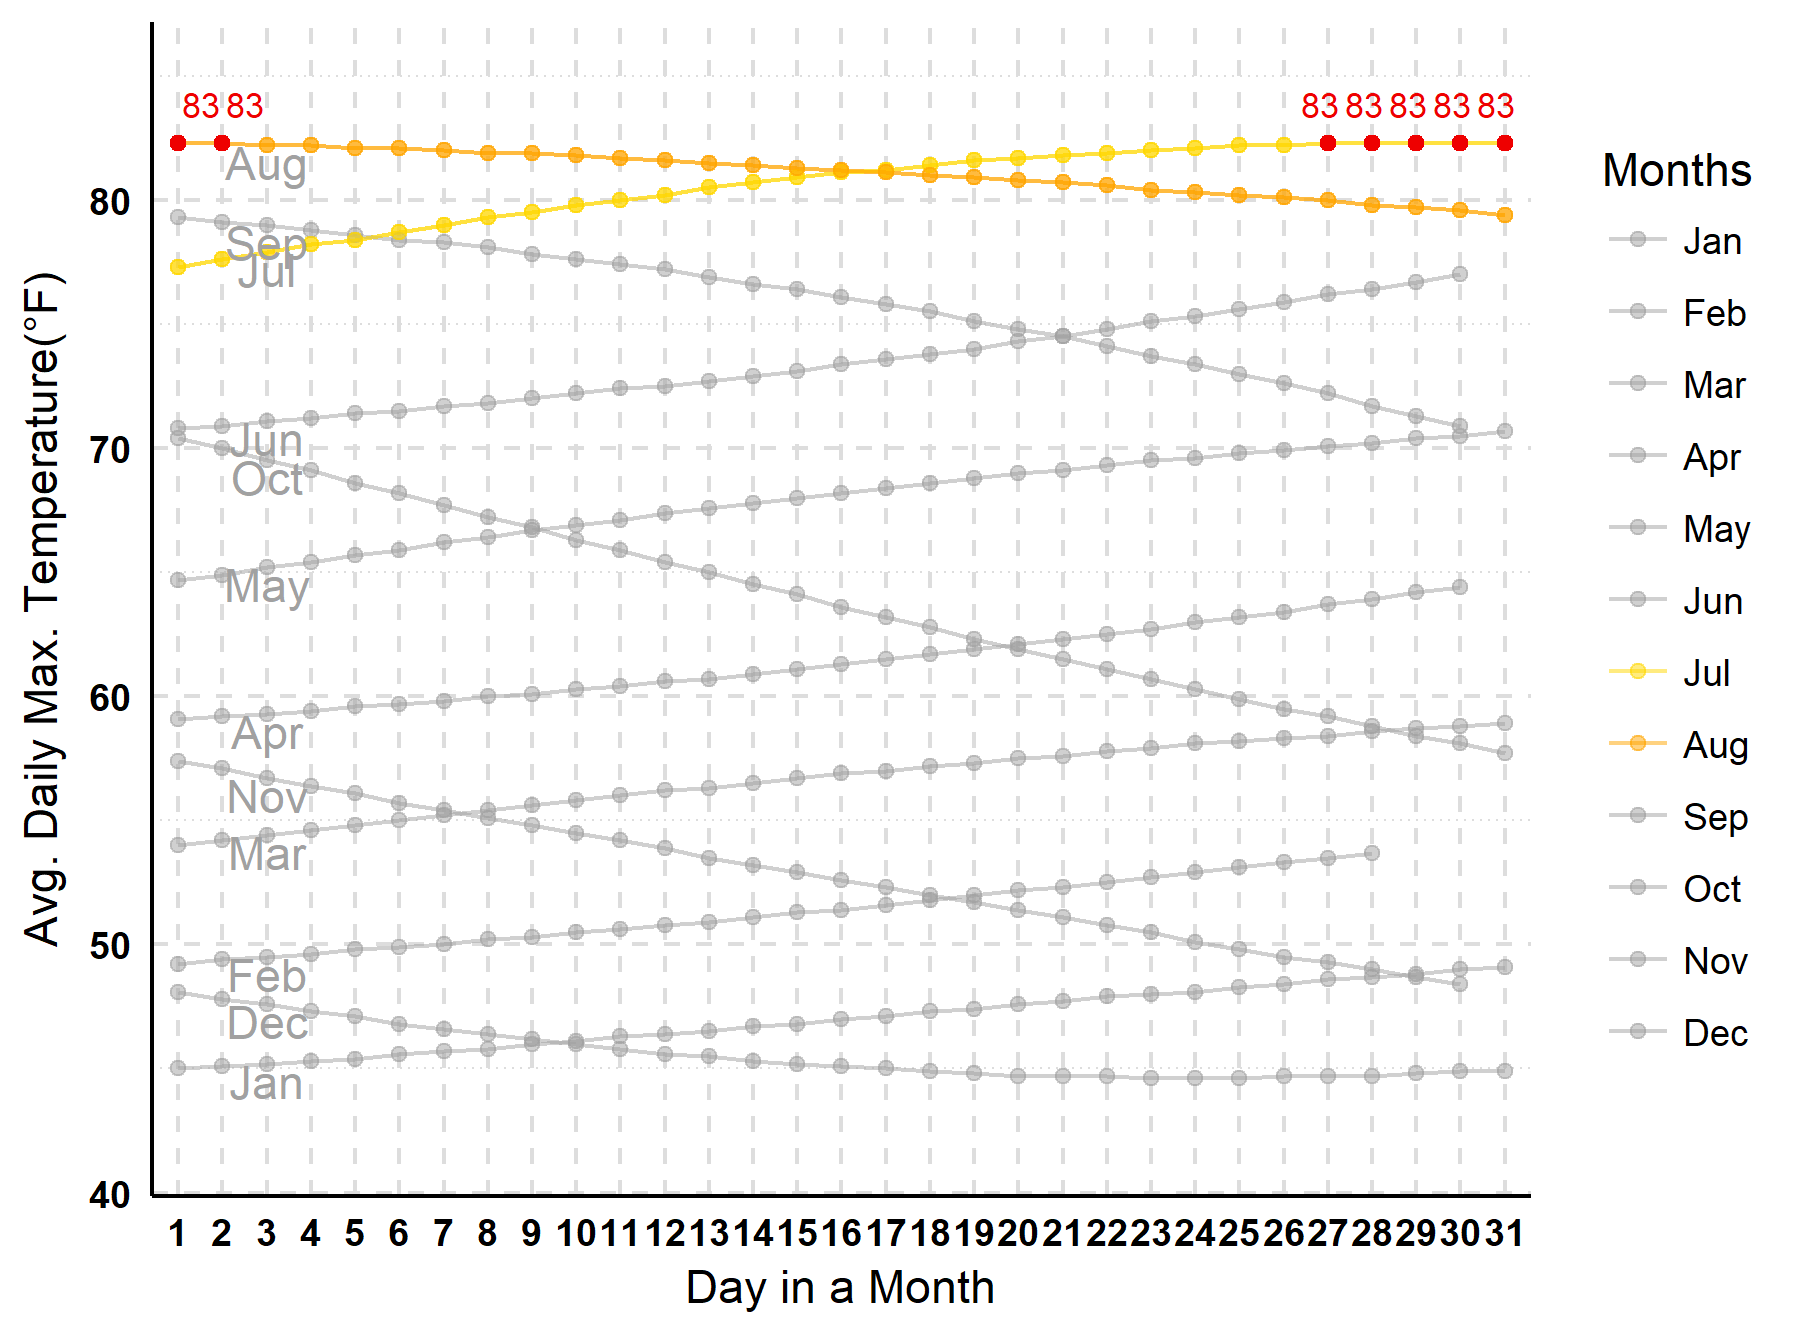 83 83 83 83 83 83 83
Aug
Sep
Jul
Jun
Oct
May
Apr
Nov
Mar
Feb
Dec
Jan
80
70
60
50
40
Avg. Daily Max. Temperature(°F)
1 2 3 4 5 6 7 8 9 10 11 12 13 14 15 16 17 18 19 20 21 22 23 24 25 26 27 28 29 30 31
Day in a Month
Months
Jan
Feb
Mar
Apr
May
Jun
Jul
Aug
Sep
Oct
Nov
Dec